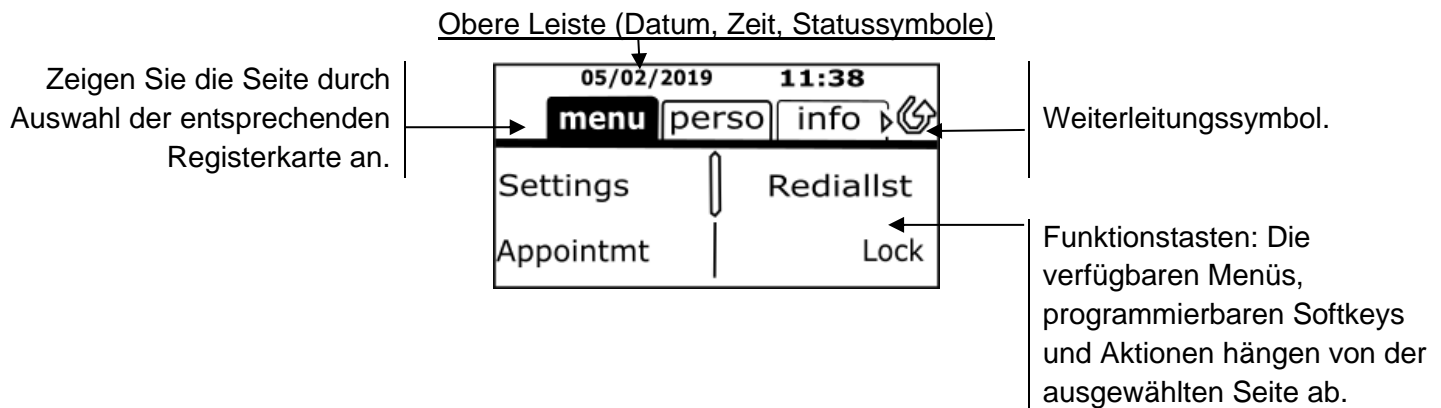 Obere Leiste (Datum, Zeit, Statussymbole)
Zeigen Sie die Seite durch
Auswahl der entsprechenden
Registerkarte an.
05/02/2019 11:38
menu perso info
Settings Rediallst
Appointmt Lock
Weiterleitungssymbol.
Funktionstasten: Die
verfügbaren Menüs,
programmierbaren Softkeys
und Aktionen hängen von der
ausgewählten Seite ab.